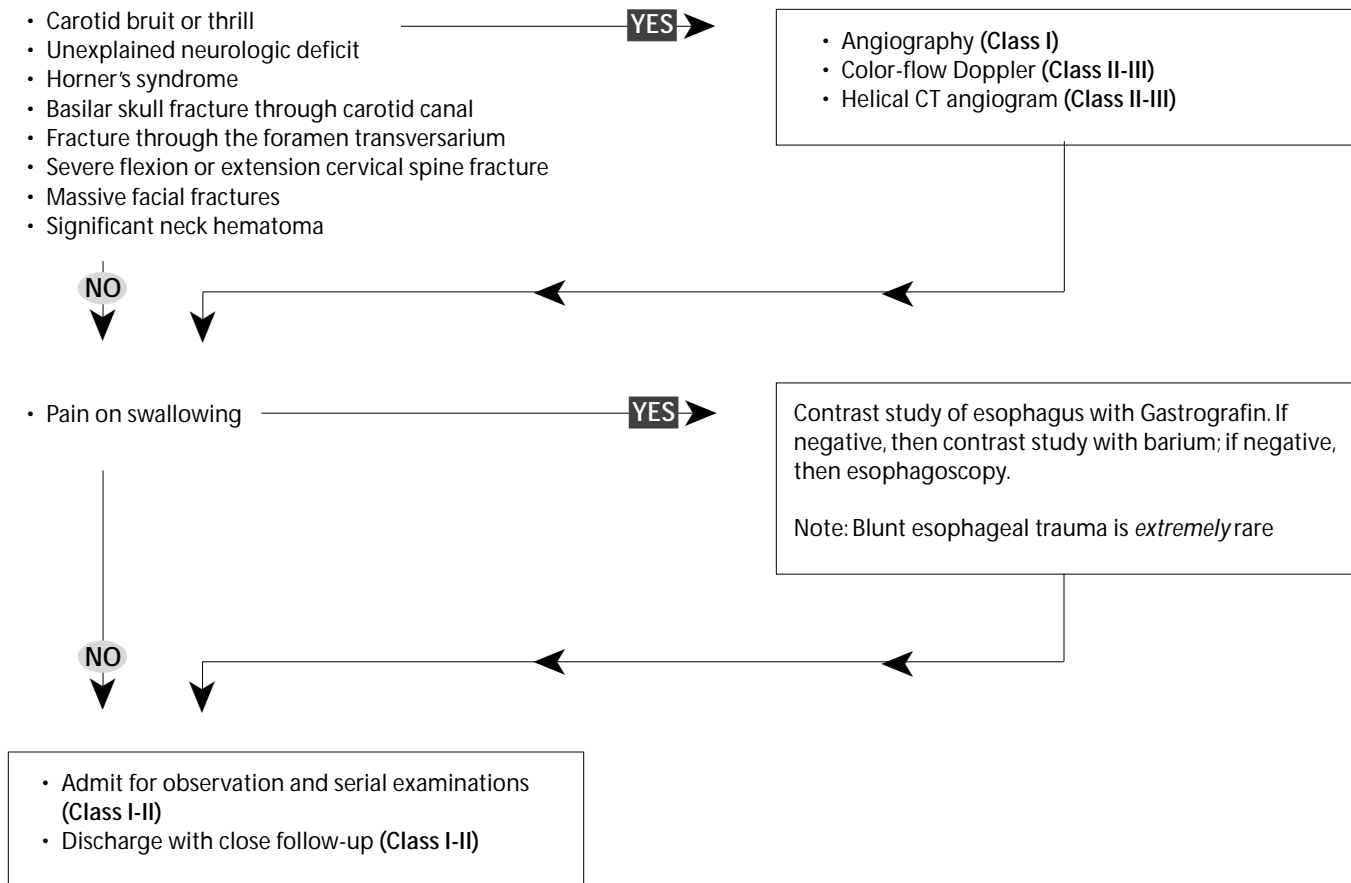 • Carotid bruit or thrill
YES
• Unexplained neurologic deficit
• Horner's syndrome
• Basilar skull fracture through carotid canal
• Fracture through the foramen transversarium
• Severe flexion or extension cervical spine fracture
• Massive facial fractures
• Significant neck hematoma
• Angiography (Class I)
• Color-flow Doppler (Class II-III)
• Helical CT angiogram (Class II-III)
NO
• Pain on swallowing
YES
Contrast study of esophagus with Gastrografin. If
negative, then contrast study with barium; if negative,
then esophagoscopy.
Note: Blunt esophageal trauma is extremely rare
NO
• Admit for observation and serial examinations
(Class I-II)
• Discharge with close follow-up (Class I-II)